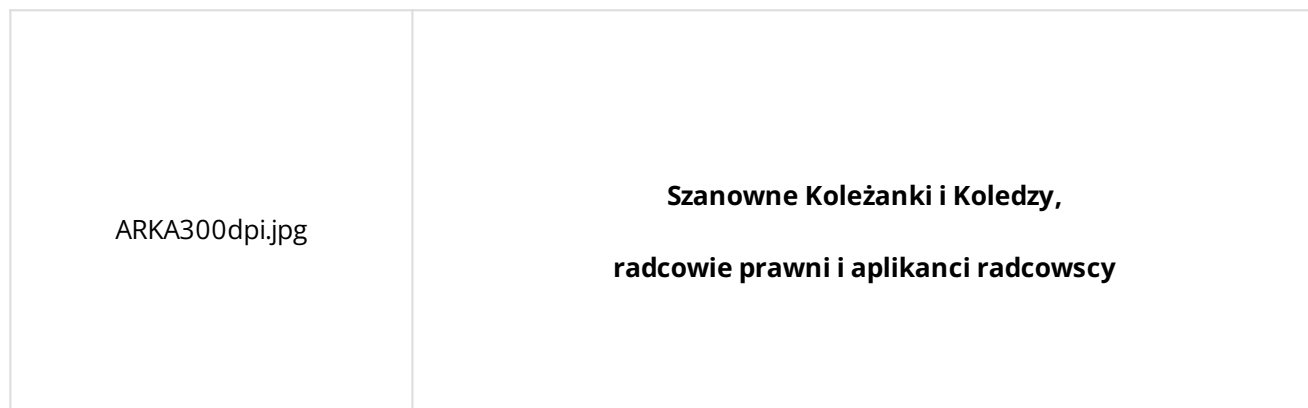 ARKA300dpi.jpg
Szanowne Koleżanki i Koledzy,
radcowie prawni i aplikanci radcowscy